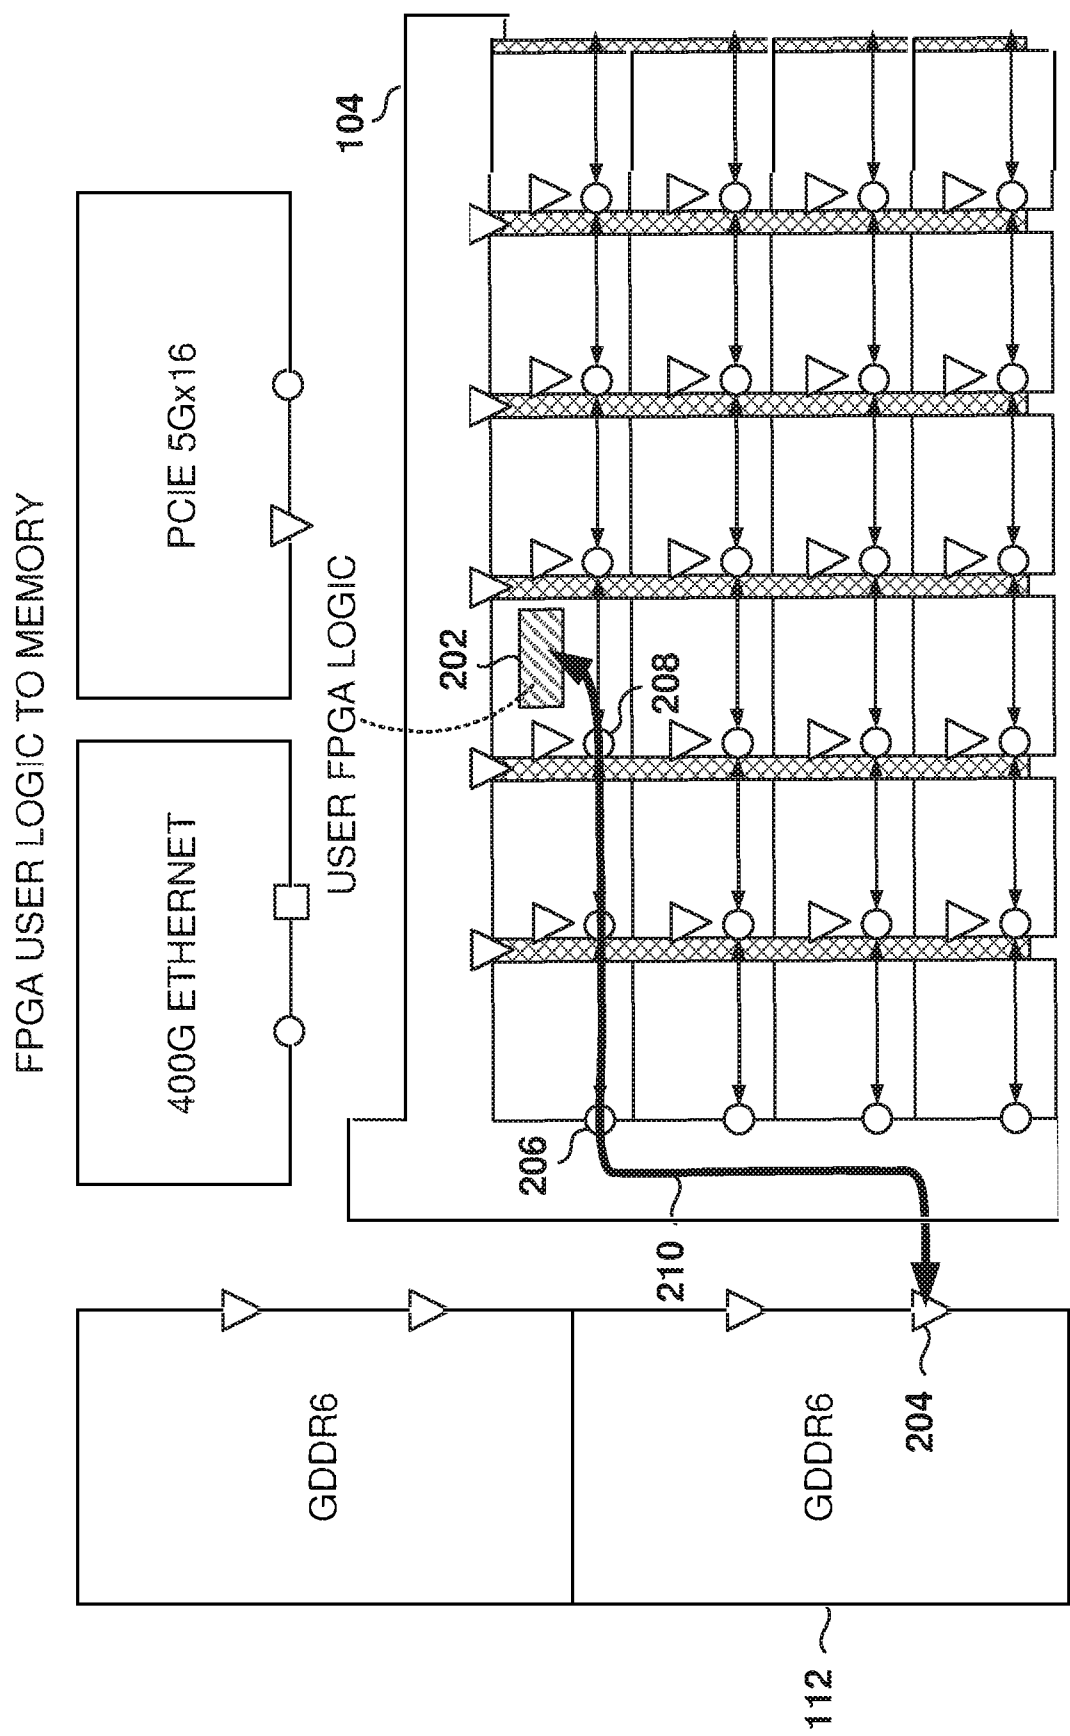 FPGA USER LOGIC TO MEMORY
400G ETHERNET
PCIE 5Gx16
USER FPGA LOGIC
104
202
208
206
210
GDDR6
GDDR6
204
112